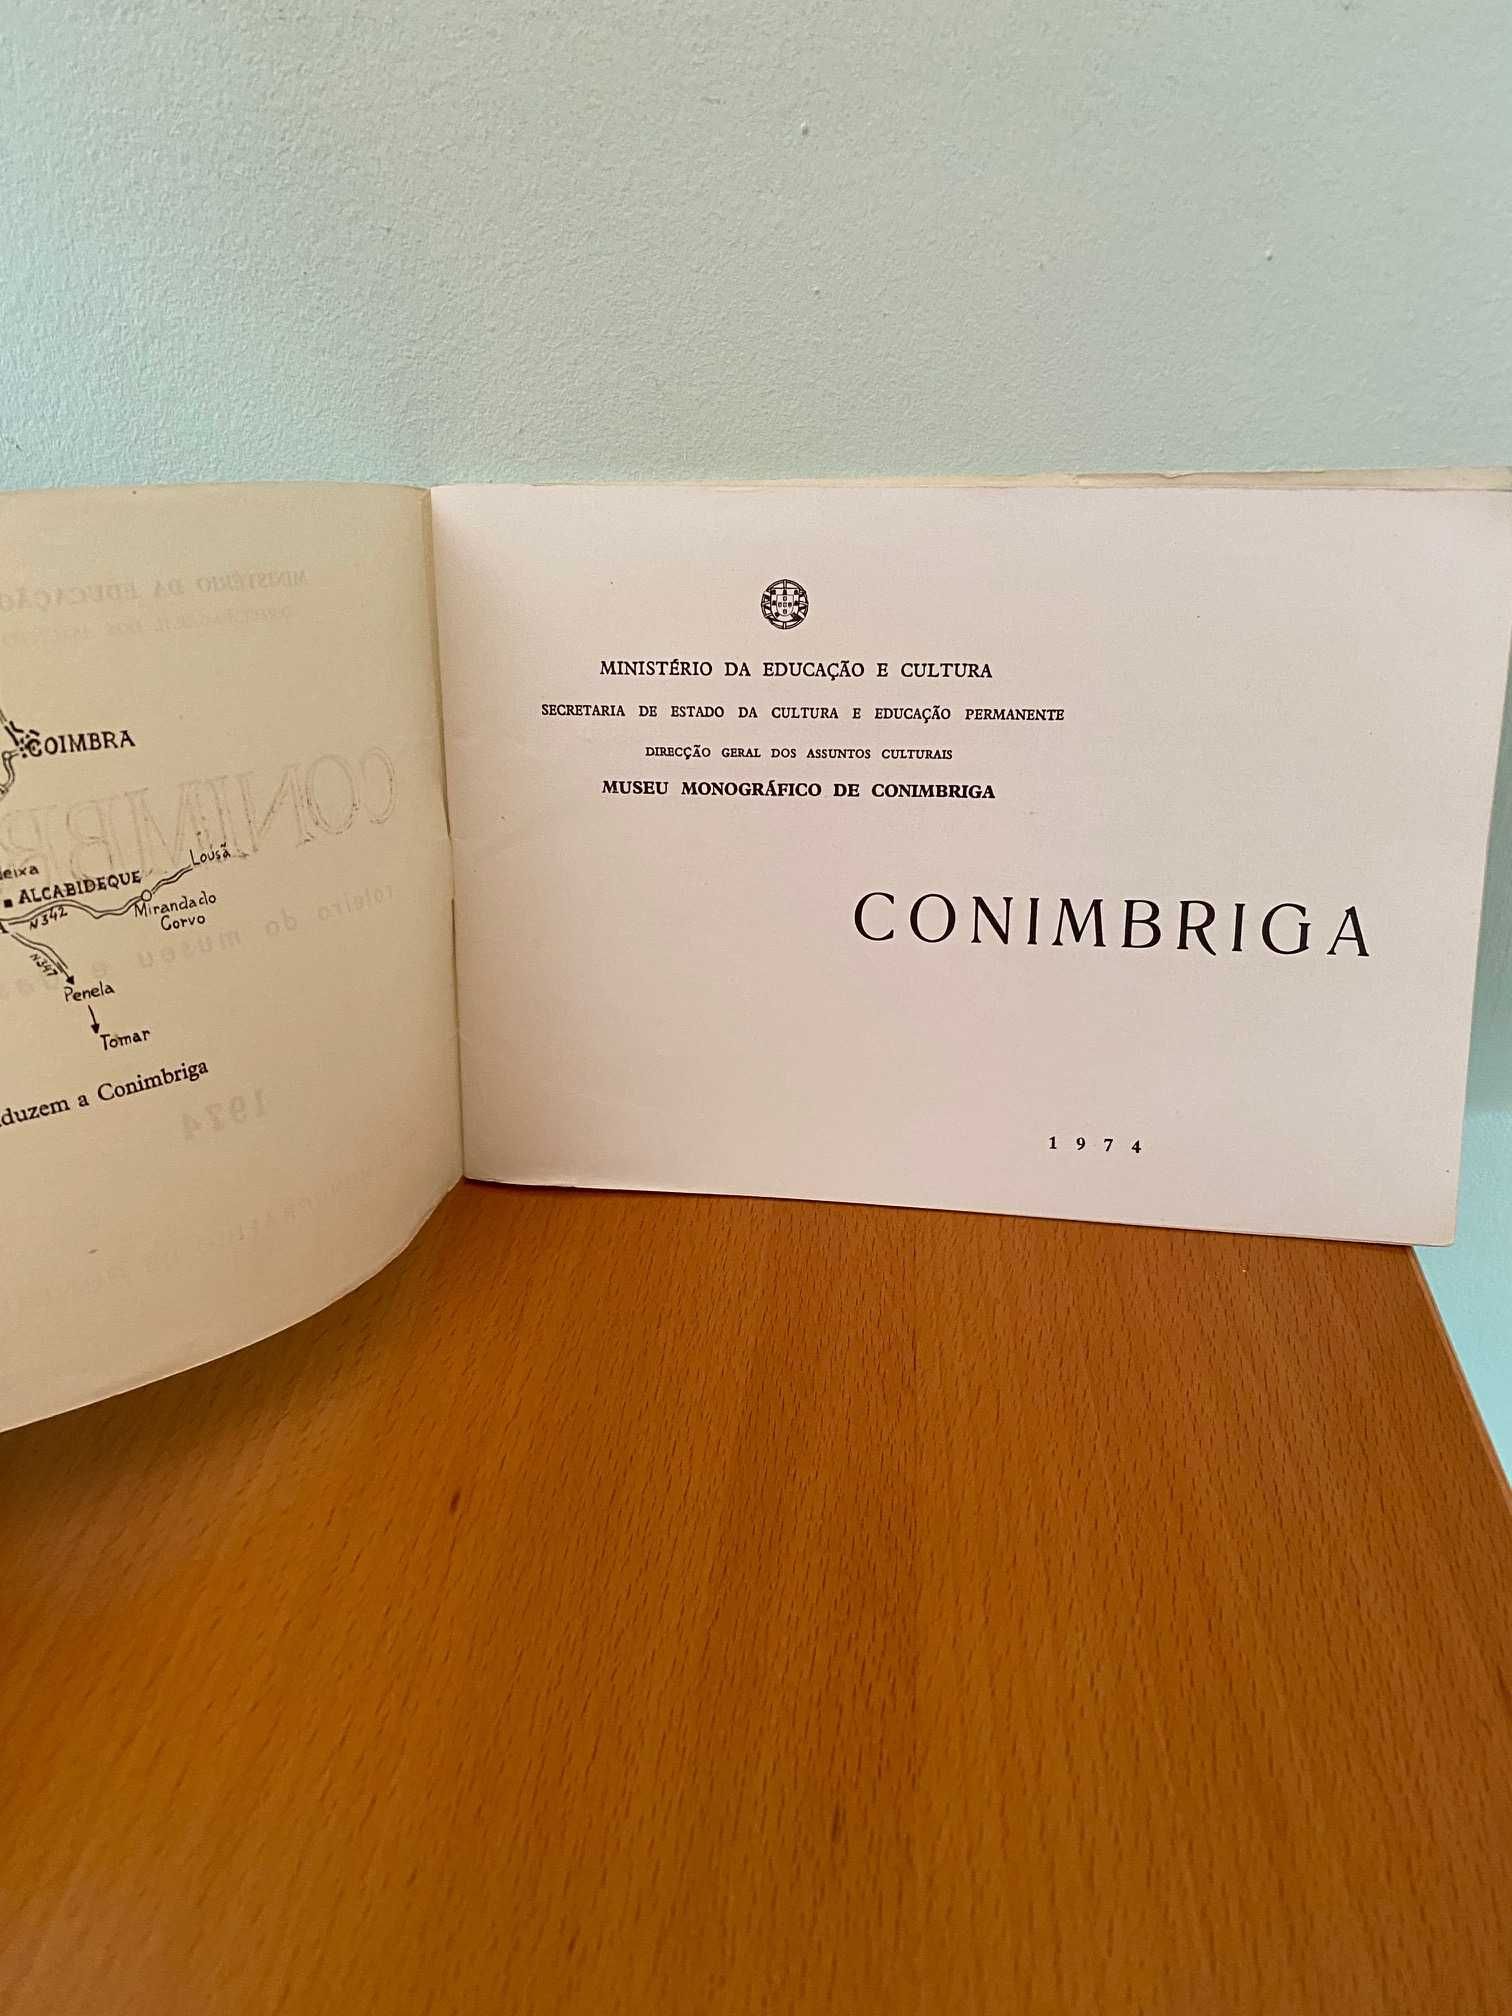 COIMBRA
Lousã
ALCABIDEQUE
N342
Miranda do
Corvo
N347
Penela
Tomar
a Conimbriga
MINISTÉRIO DA EDUCAÇÃO E CULTURA
SECRETARIA DE ESTADO DA CULTURA E EDUCAÇÃO PERMANENTE
DIRECÇÃO GERAL DOS ASSUNTOS CULTURAIS
MUSEU MONOGRÁFICO DE CONIMBRIGA
CONIMBRIGA
1974